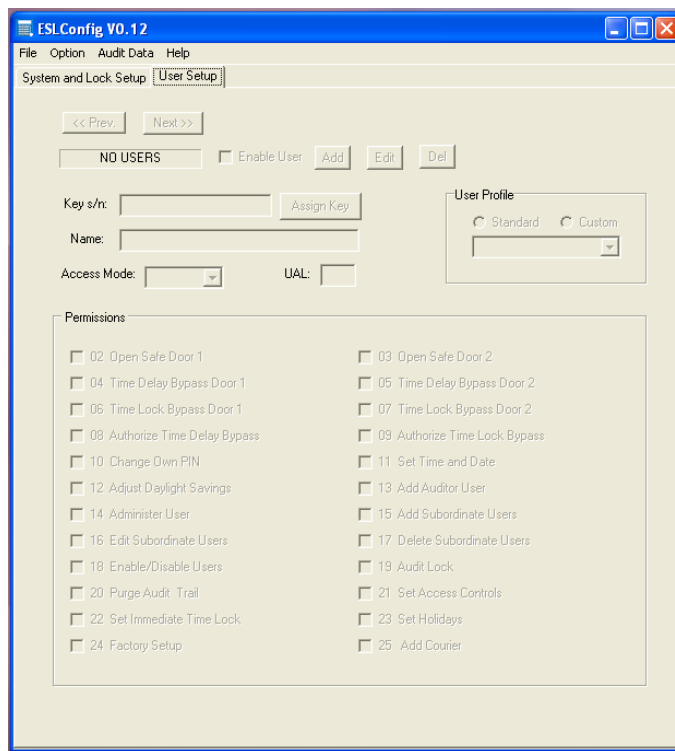 ESLConfig V0.12
File Option Audit Data Help
System and Lock Setup User Setup
<< Prev. Next >>
NO USERS Enable User Add Edit Del
Key s/n: Assign Key
User Profile
Standard Custom
Name:
Access Mode: UAL:
Permissions
02 Open Safe Door 1 03 Open Safe Door 2
04 Time Delay Bypass Door 1 05 Time Delay Bypass Door 2
06 Time Lock Bypass Door 1 07 Time Lock Bypass Door 2
08 Authorize Time Delay Bypass 09 Authorize Time Lock Bypass
10 Change Own PIN 11 Set Time and Date
12 Adjust Daylight Savings 13 Add Auditor User
14 Administer User 15 Add Subordinate Users
16 Edit Subordinate Users 17 Delete Subordinate Users
18 Enable/Disable Users 19 Audit Lock
20 Purge Audit Trail 21 Set Access Controls
22 Set Immediate Time Lock 23 Set Holidays
24 Factory Setup 25 Add Courier